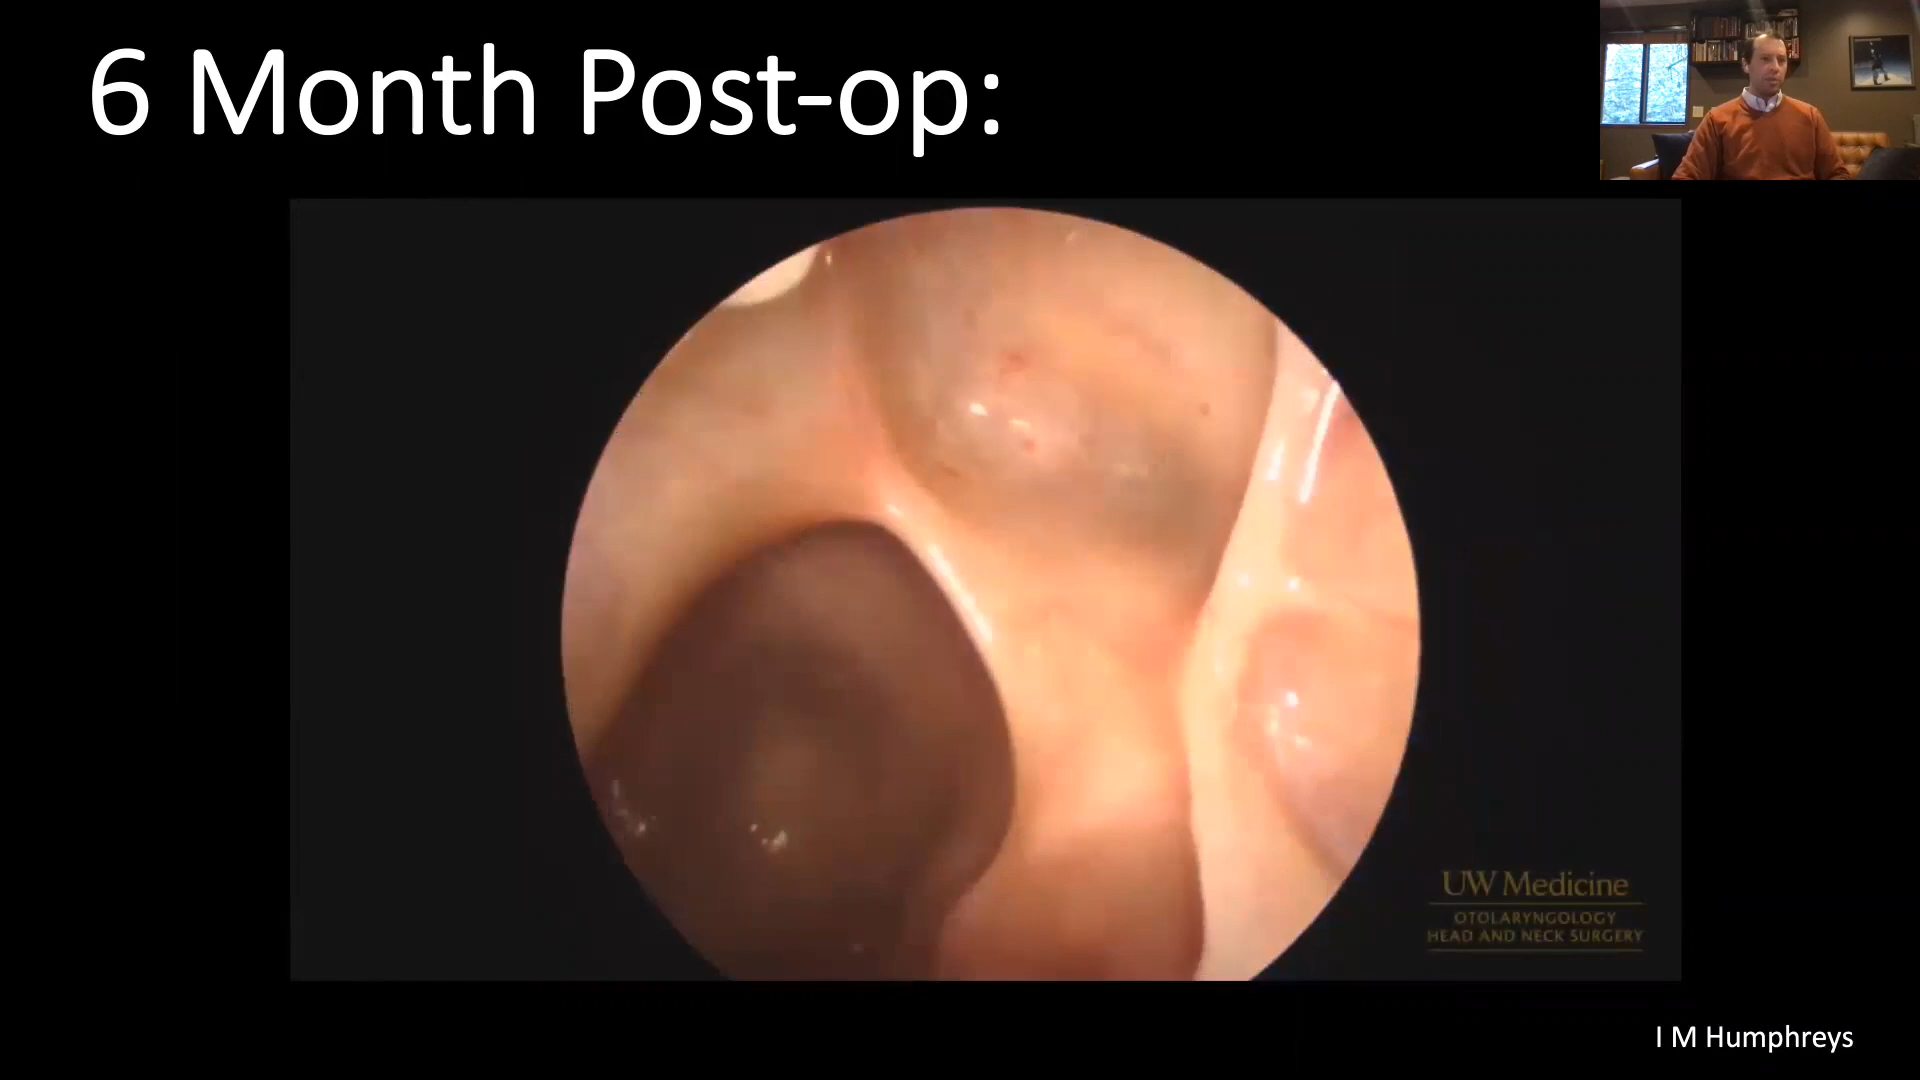 6 Month Post-op:
UW Medicine
OTOLARYNGOLOGY
HEAD AND NECK SURGERY
I M Humphreys